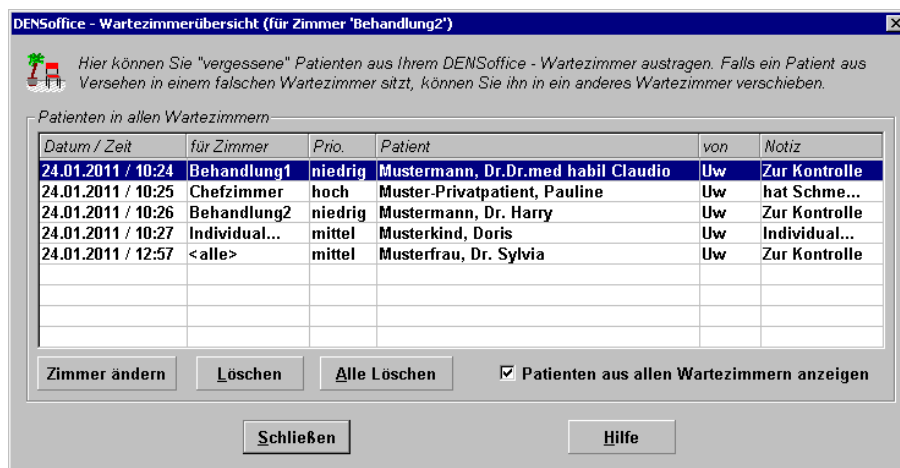 DENSoffice - Wartezimmerübersicht (für Zimmer 'Behandlung2')
Hier können Sie "vergessene" Patienten aus Ihrem DENSoffice - Wartezimmer austragen. Falls ein Patient aus
Versehen in einem falschen Wartezimmer sitzt, können Sie ihn in ein anderes Wartezimmer verschieben.
Patienten in allen Wartezimmern
Datum / Zeit für Zimmer Prio. Patient von Notiz
24.01.2011 / 10:24 Behandlung1 niedrig Mustermann, Dr.Dr.med habil Claudio Uw Zur Kontrolle
24.01.2011 / 10:25 Chefzimmer hoch Muster-Privatpatient, Pauline Uw hat Schme...
24.01.2011 / 10:26 Behandlung2 niedrig Mustermann, Dr. Harry Uw Zur Kontrolle
24.01.2011 / 10:27 Individual... mittel Musterkind, Doris Uw Individual...
24.01.2011 / 12:57 <alle> mittel Musterfrau, Dr. Sylvia Uw Zur Kontrolle
Zimmer ändern Löschen Alle Löschen Patienten aus allen Wartezimmern anzeigen
Schließen Hilfe